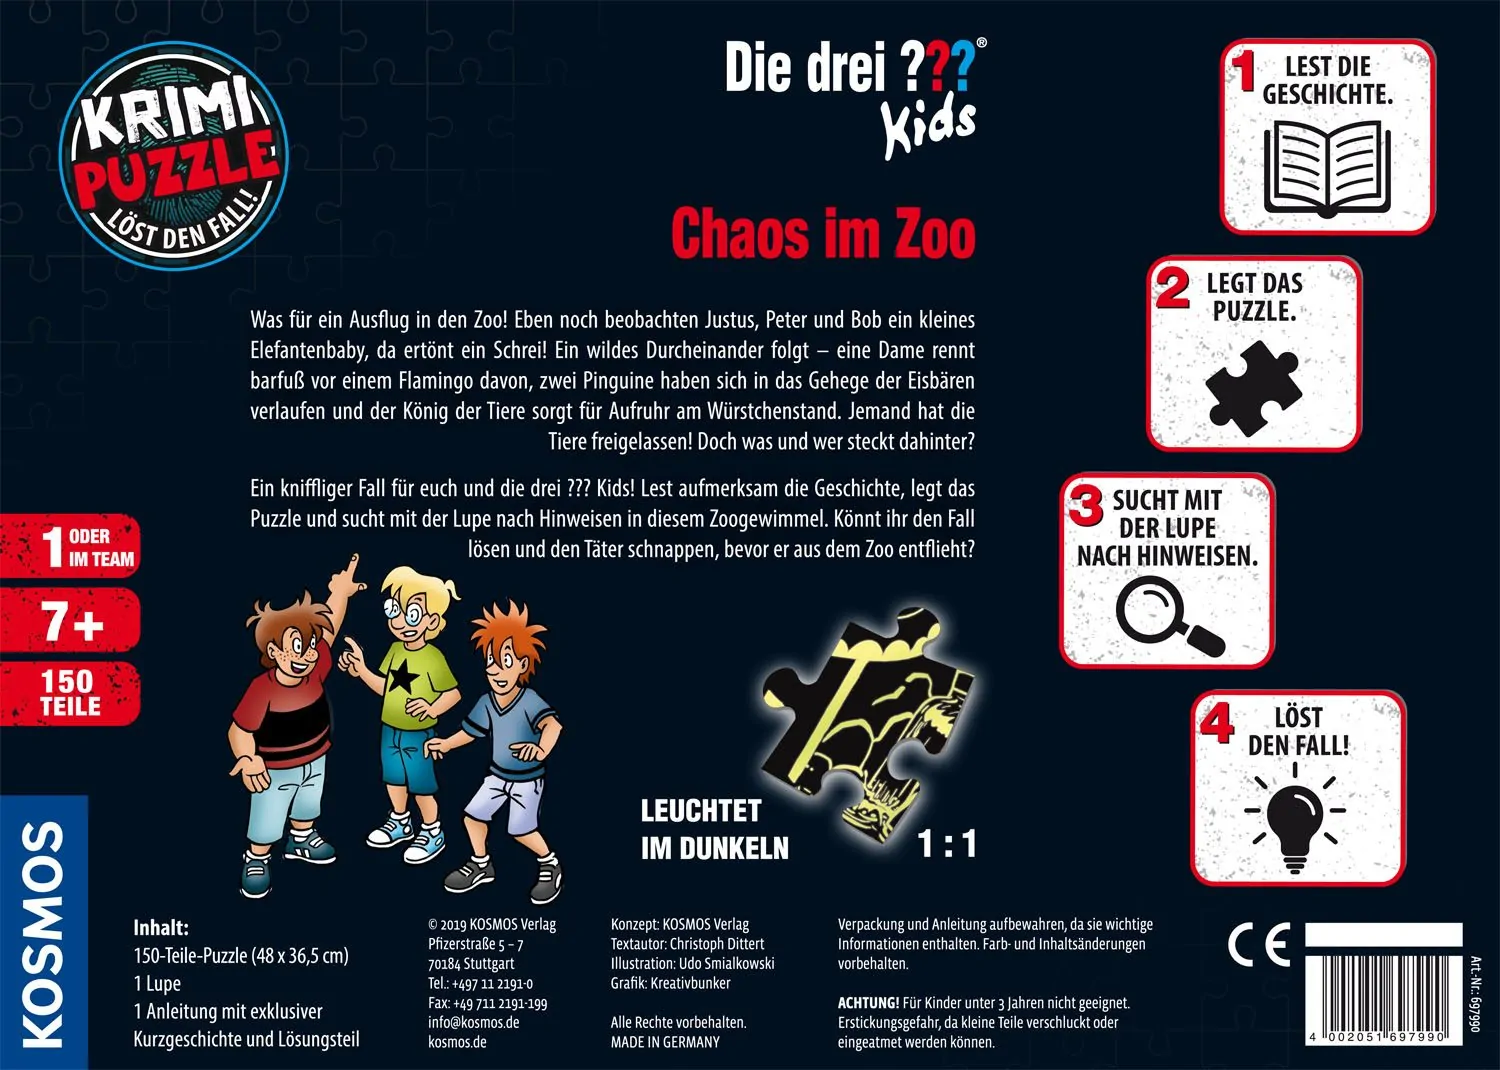 KRIMI
PUZZLE
LÖST DEN FALL!
Die drei ???®
Kids
Chaos im Zoo
Was für ein Ausflug in den Zoo! Eben noch beobachten Justus, Peter und Bob ein kleines
Elefantenbaby, da ertönt ein Schrei! Ein wildes Durcheinander folgt – eine Dame rennt
barfuß vor einem Flamingo davon, zwei Pinguine haben sich in das Gehege der Eisbären
verlaufen und der König der Tiere sorgt für Aufruhr am Würstchenstand. Jemand hat die
Tiere freigelassen! Doch was und wer steckt dahinter?
Ein kniffliger Fall für euch und die drei ??? Kids! Lest aufmerksam die Geschichte, legt das
Puzzle und sucht mit der Lupe nach Hinweisen in diesem Zoogewimmel. Könnt ihr den Fall
lösen und den Täter schnappen, bevor er aus dem Zoo entflieht?
1 LEST DIE
GESCHICHTE.
2 LEGT DAS
PUZZLE.
3 SUCHT MIT
DER LUPE
NACH HINWEISEN.
4 LÖST
DEN FALL!
1 ODER
IM TEAM
7+
150
TEILE
LEUCHTET
IM DUNKELN
1:1
KOSMOS
Inhalt:
150-Teile-Puzzle (48 x 36,5 cm)
1 Lupe
1 Anleitung mit exklusiver
Kurzgeschichte und Lösungsteil
© 2019 KOSMOS Verlag
Pfizerstraße 5 – 7
70184 Stuttgart
Tel.: +497 11 2191-0
Fax: +49 711 2191-199
info@kosmos.de
kosmos.de
Konzept: KOSMOS Verlag
Textautor: Christoph Dittert
Illustration: Udo Smialkowski
Grafik: Kreativbunker
Alle Rechte vorbehalten.
MADE IN GERMANY
Verpackung und Anleitung aufbewahren, da sie wichtige
Informationen enthalten. Farb- und Inhaltsänderungen
vorbehalten.
ACHTUNG! Für Kinder unter 3 Jahren nicht geeignet.
Erstickungsgefahr, da kleine Teile verschluckt oder
eingeatmet werden können.
CE
4 002051 697990
Art.-Nr.: 697990